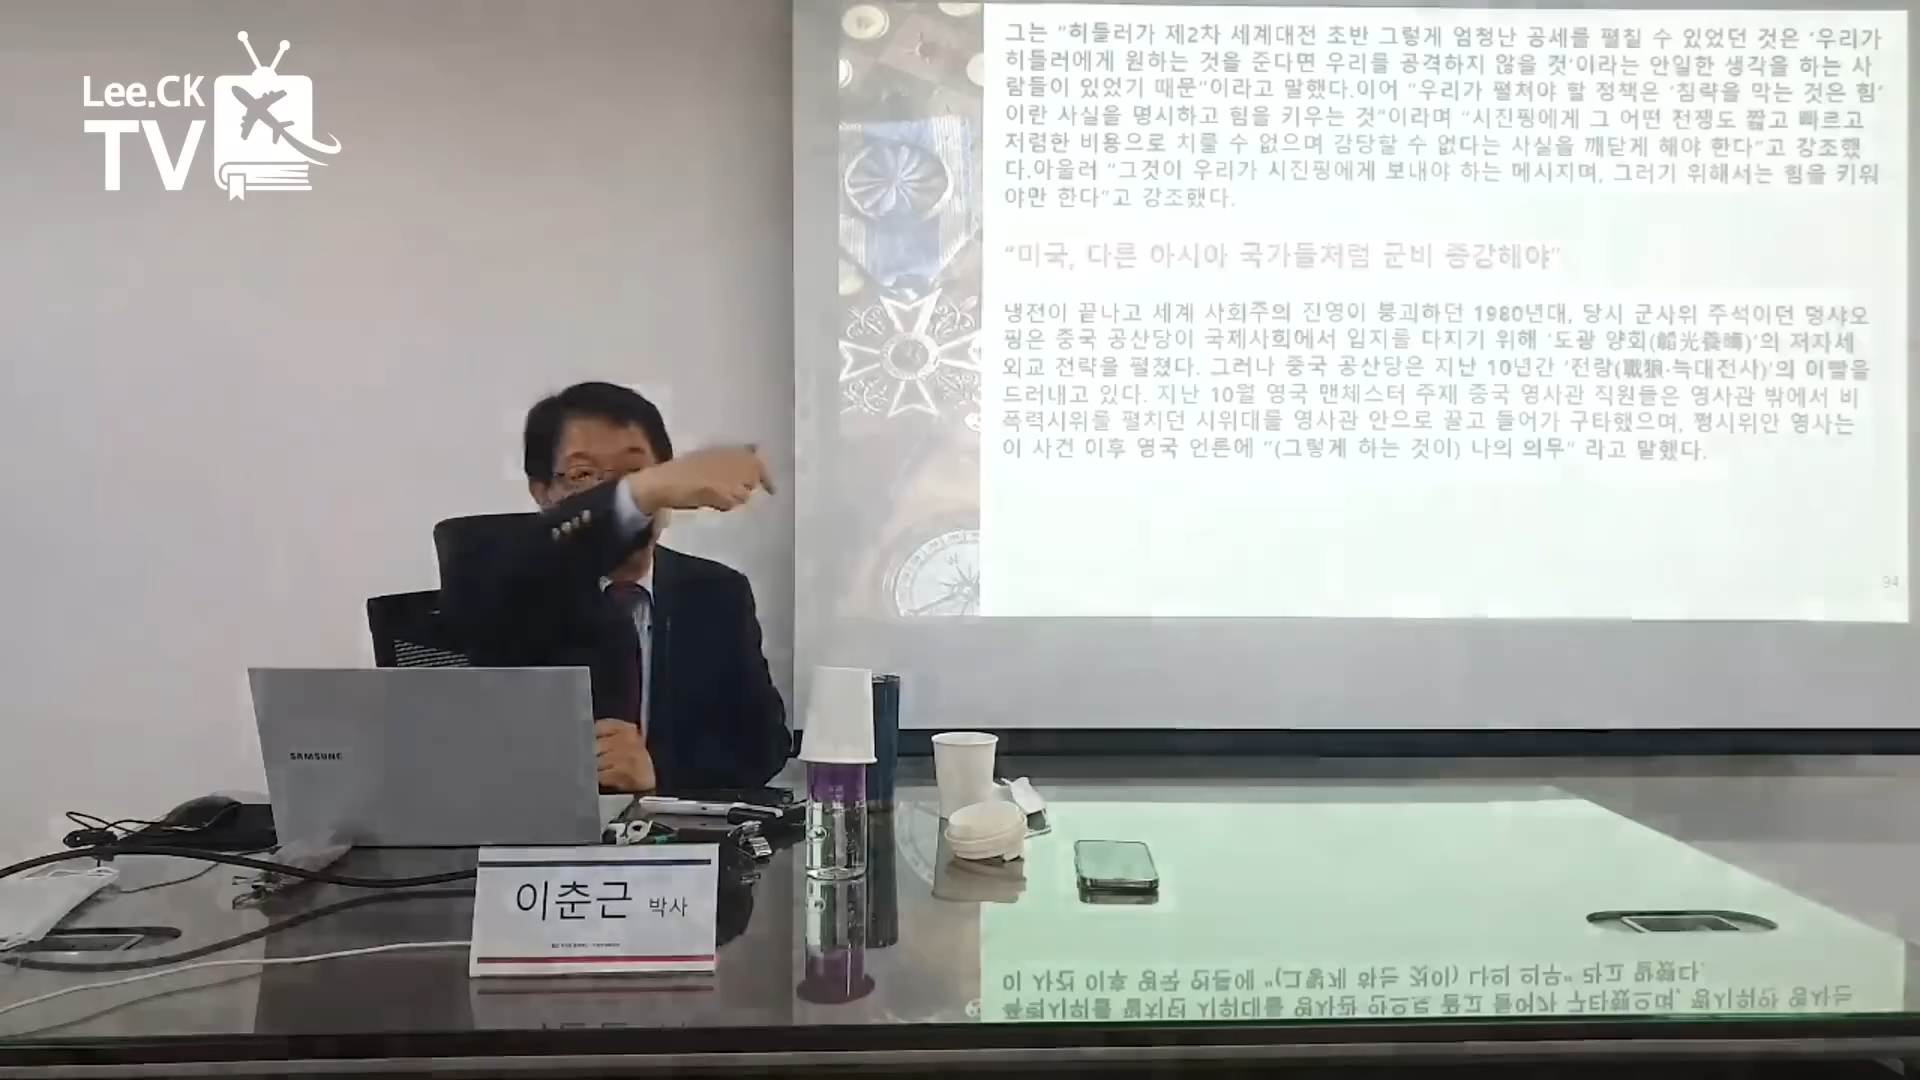 Lee.CK
TV
그는 “히틀러가 제2차 세계대전 초반 그렇게 엄청난 공세를 펼칠 수 있었던 것은 ‘우리가
히틀러에게 원하는 것을 준다면 우리를 공격하지 않을 것’이라는 안일한 생각을 하는 사
람들이 있었기 때문”이라고 말했다.이어 “우리가 펼쳐야 할 정책은 ‘침략을 막는 것은 힘’
이란 사실을 명시하고 힘을 키우는 것”이라며 “시진핑에게 그 어떤 전쟁도 짧고 빠르고
저렴한 비용으로 치를 수 없으며 감당할 수 없다는 사실을 깨닫게 해야 한다”고 강조했
다.아울러 “그것이 우리가 시진핑에게 보내야 하는 메시지며, 그러기 위해서는 힘을 키워
야만 한다”고 강조했다.
“미국, 다른 아시아 국가들처럼 군비 증강해야”
냉전이 끝나고 세계 사회주의 진영이 붕괴하던 1980년대, 당시 군사위 주석이던 덩샤오
핑은 중국 공산당이 국제사회에서 입지를 다지기 위해 ‘도광 양회(韜光養晦)’의 저자세
외교 전략을 펼쳤다. 그러나 중국 공산당은 지난 10년간 ‘전랑(戰狼·늑대전사)’의 이빨을
드러내고 있다. 지난 10월 영국 맨체스터 주재 중국 영사관 직원들은 영사관 밖에서 비
폭력시위를 펼치던 시위대를 영사관 안으로 끌고 들어가 구타했으며, 쩡시위안 영사는
이 사건 이후 영국 언론에 “(그렇게 하는 것이) 나의 의무” 라고 말했다.
94
W
SAMSUNG
이춘근 박사